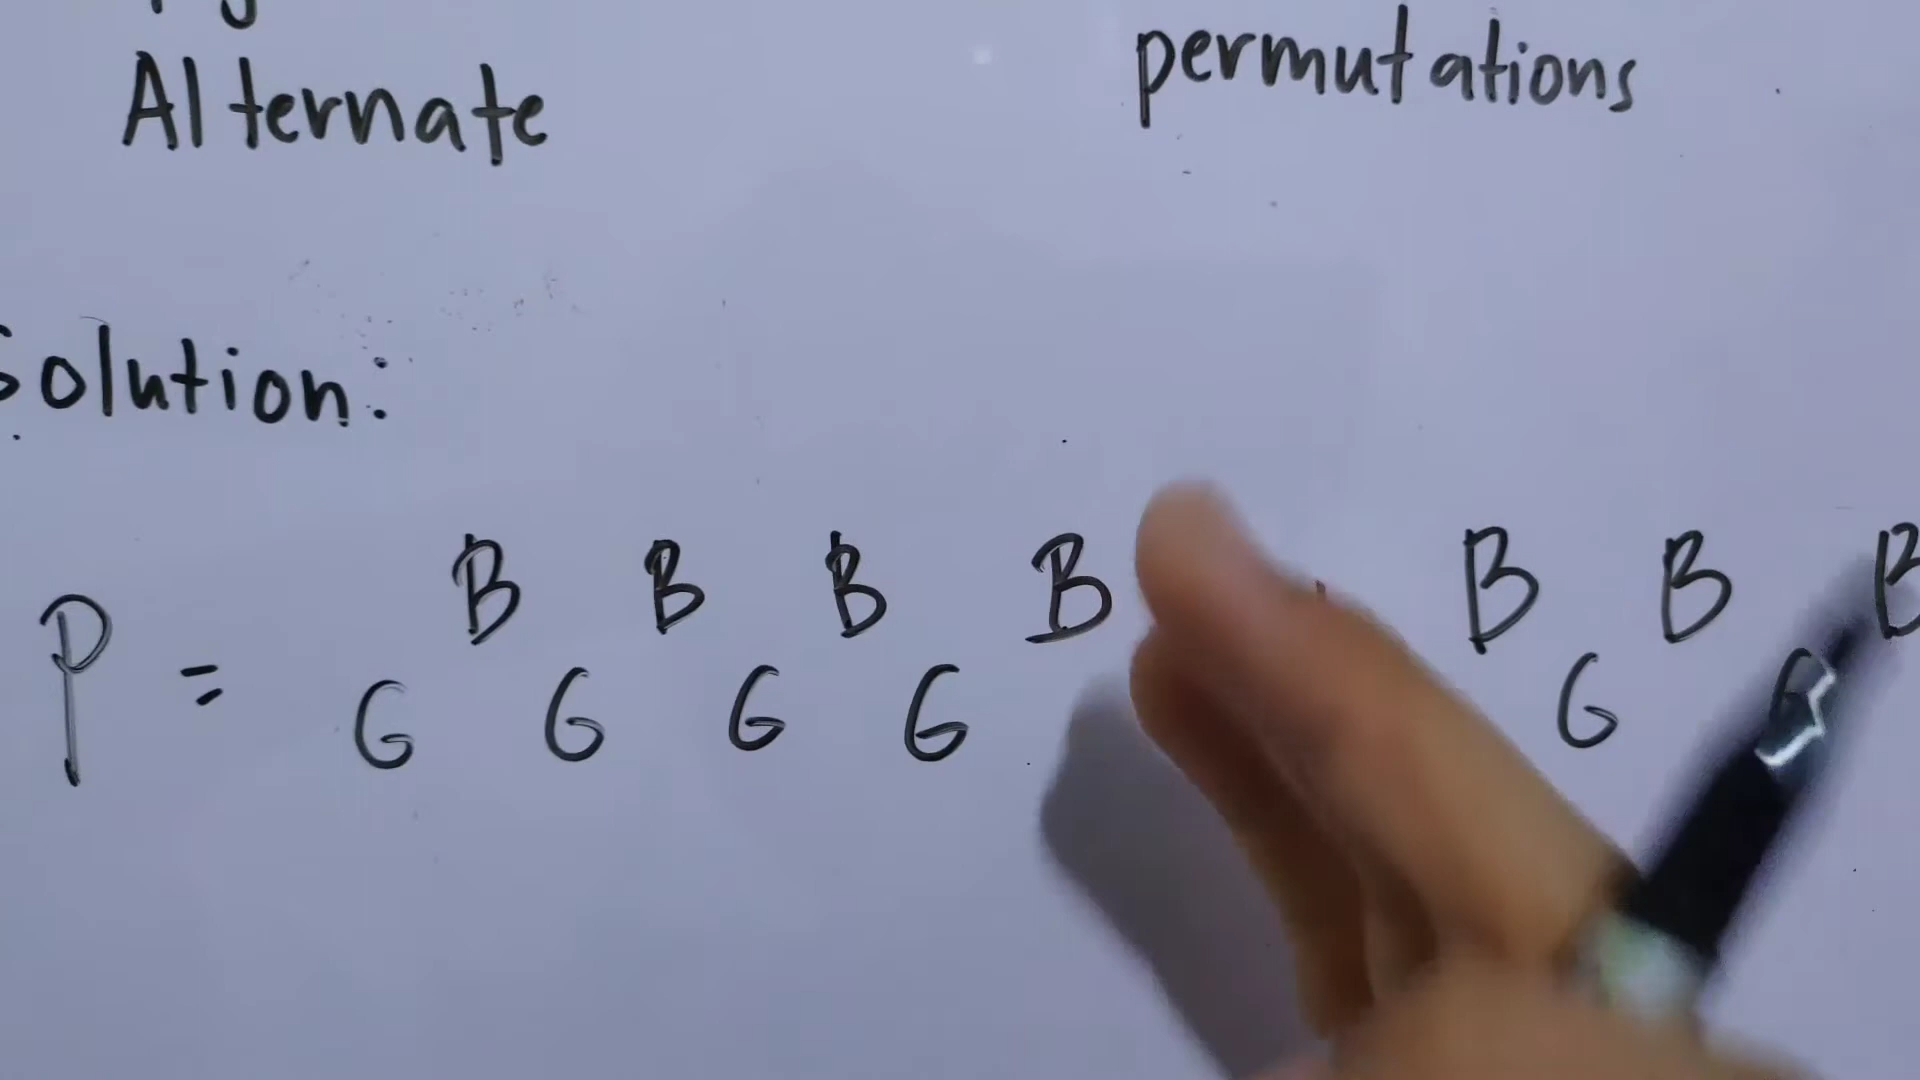 Alternate
permutations
Solution:
B B B B B B B
P = G G G G G G